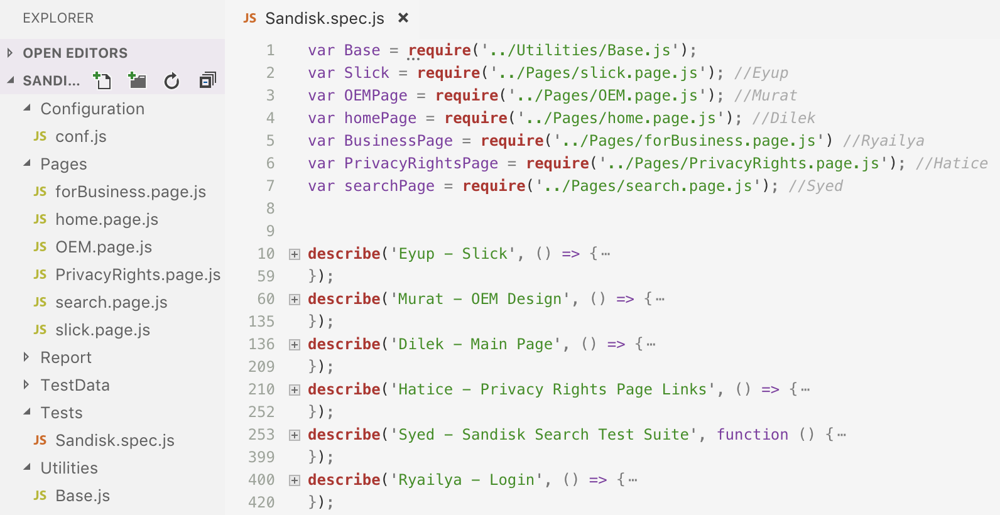 EXPLORER
OPEN EDITORS
SANDI...
Configuration
JS conf.js
Pages
JS forBusiness.page.js
JS home.page.js
JS OEM.page.js
JS PrivacyRights.page.js
JS search.page.js
JS slick.page.js
Report
TestData
Tests
JS Sandisk.spec.js
Utilities
JS Base.js
JS Sandisk.spec.js ×
1 var Base = require('../Utilities/Base.js');
2 var Slick = require('../Pages/slick.page.js'); //Eyup
3 var OEMPage = require('../Pages/OEM.page.js'); //Murat
4 var homePage = require('../Pages/home.page.js'); //Dilek
5 var BusinessPage = require('../Pages/forBusiness.page.js') //Ryailya
6 var PrivacyRightsPage = require('../Pages/PrivacyRights.page.js'); //Hatice
7 var searchPage = require('../Pages/search.page.js'); //Syed
8
9
10 describe('Eyup - Slick', () => {…
59 });
60 describe('Murat - OEM Design', () => {…
135 });
136 describe('Dilek - Main Page', () => {…
209 });
210 describe('Hatice - Privacy Rights Page Links', () => {…
252 });
253 describe('Syed - Sandisk Search Test Suite', function () {…
399 });
400 describe('Ryailya - Login', () => {…
420 });